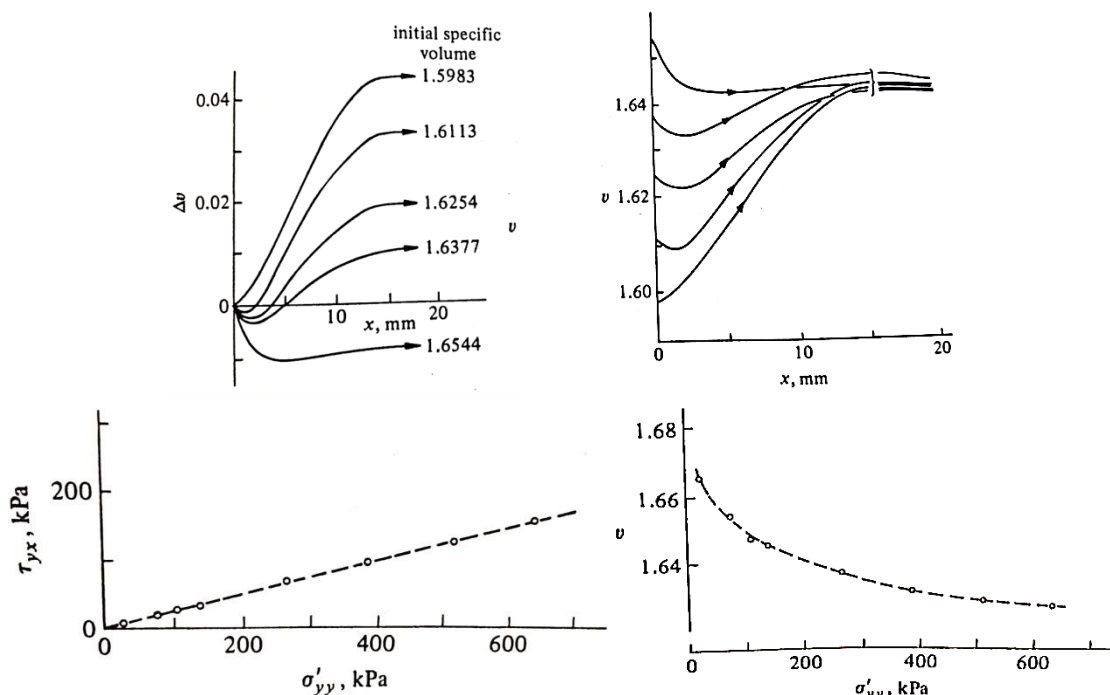 initial specific
volume
1.5983
0.04
1.6113
Δv
0.02
1.6254
v
1.6377
0
10
20
x, mm
1.6544
1.64
v
1.62
1.60
0
10
20
x, mm
τyx, kPa
200
0
0
200
400
600
σ′yy, kPa
1.68
1.66
v
1.64
0
200
400
600
σ′yy, kPa